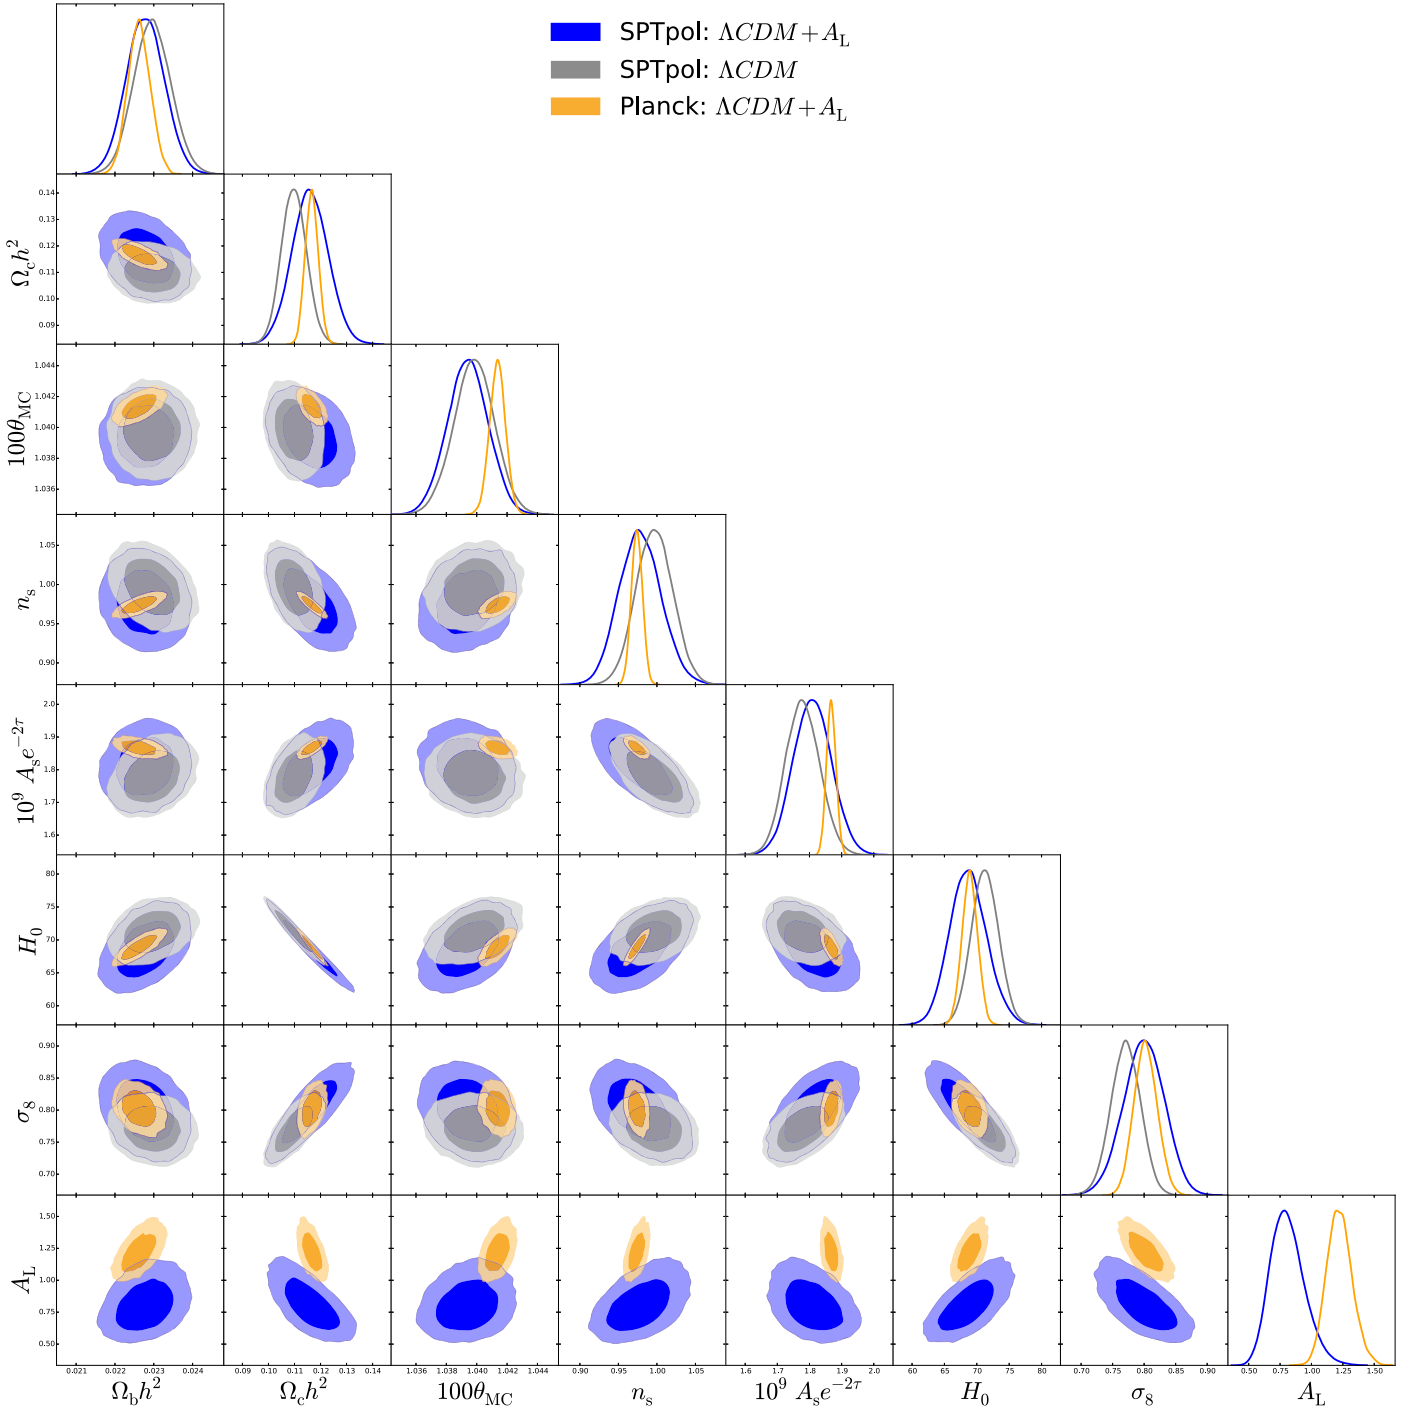 SPTpol: ΛCDM+A_L
SPTpol: ΛCDM
Planck: ΛCDM+A_L
0.14
0.13
0.12
0.11
0.10
0.09
Ω_c h²
1.044
1.042
1.040
1.038
1.036
100θ_MC
1.05
1.00
0.95
0.90
n_s
2.0
1.9
1.8
1.7
1.6
10⁹ A_s e^{−2τ}
80
75
70
65
60
H_0
0.90
0.85
0.80
0.75
0.70
σ_8
1.50
1.25
1.00
0.75
0.50
A_L
0.021 0.022 0.023 0.024
0.09 0.10 0.11 0.12 0.13 0.14
1.036 1.038 1.040 1.042 1.044
0.90 0.95 1.00 1.05
1.6 1.7 1.8 1.9 2.0
60 65 70 75 80
0.70 0.75 0.80 0.85 0.90
0.50 0.75 1.00 1.25 1.50
Ω_b h² Ω_c h² 100θ_MC n_s 10⁹ A_s e^{−2τ} H_0 σ_8 A_L